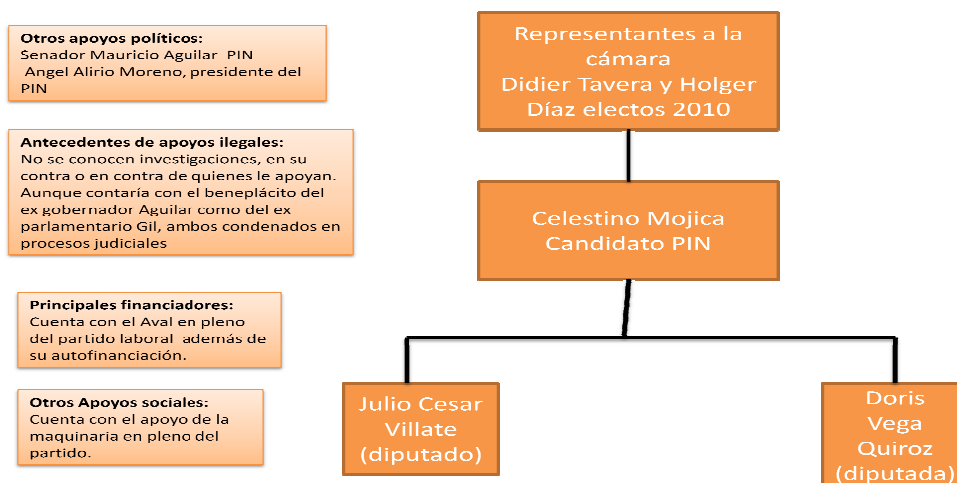 Otros apoyos políticos:
Senador Mauricio Aguilar PIN
Angel Alirio Moreno, presidente del
PIN
Antecedentes de apoyos ilegales:
No se conocen investigaciones, en su
contra o en contra de quienes le apoyan.
Aunque contaría con el beneplácito del
ex gobernador Aguilar como del ex
parlamentario Gil, ambos condenados en
procesos judiciales
Principales financiadores:
Cuenta con el Aval en pleno
del partido laboral además de
su autofinanciación.
Otros Apoyos sociales:
Cuenta con el apoyo de la
maquinaria en pleno del
partido.
Representantes a la
cámara
Didier Tavera y Holger
Díaz electos 2010
Celestino Mojica
Candidato PIN
Julio Cesar
Villate
(diputado)
Doris
Vega
Quiroz
(diputada)